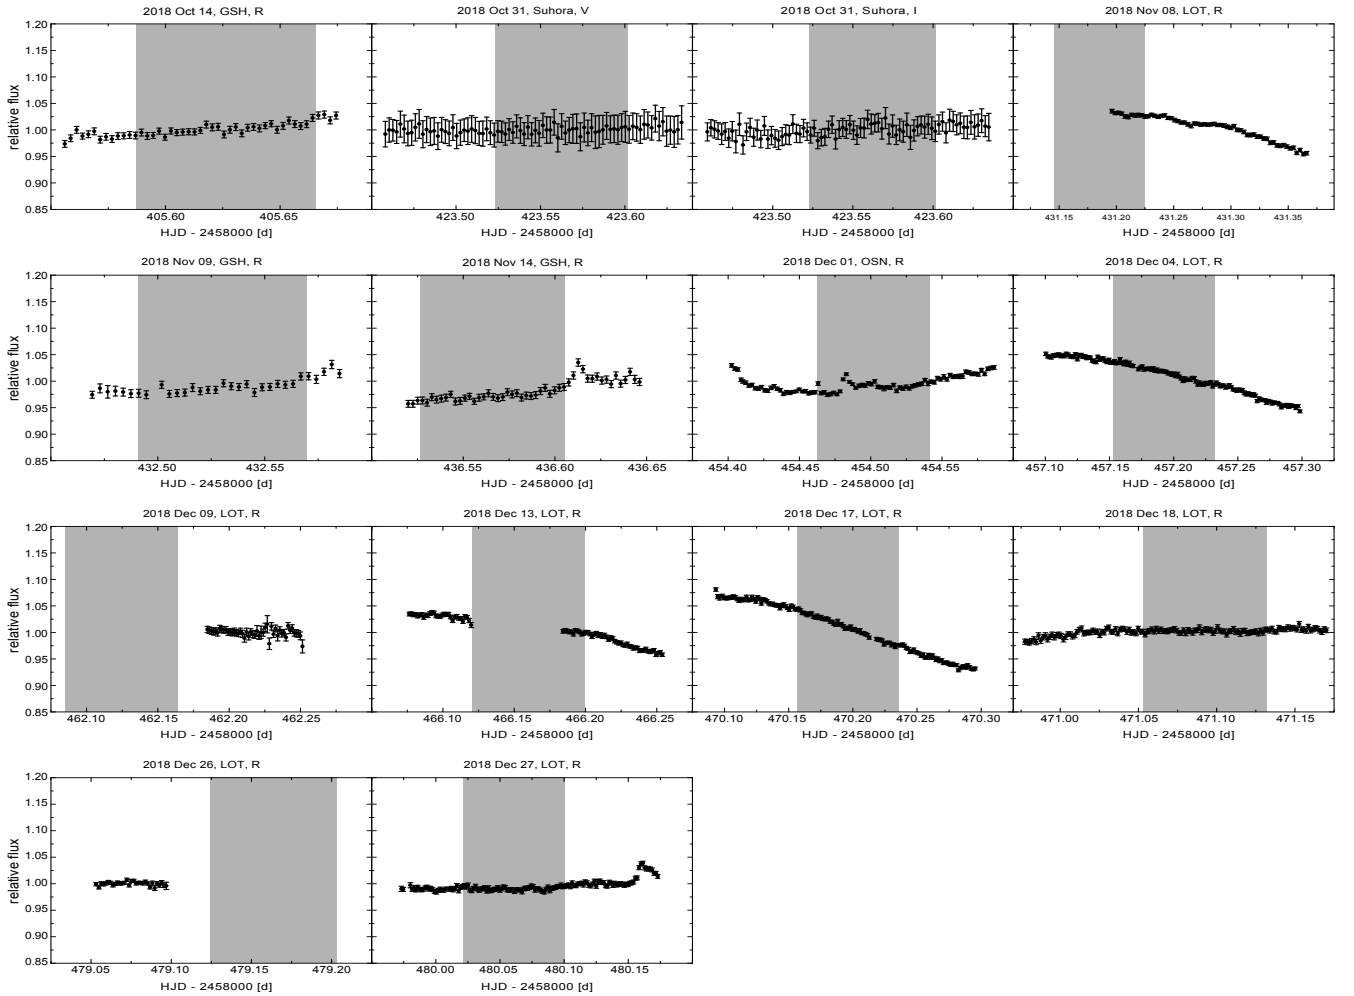 2018 Oct 14, GSH, R
2018 Oct 31, Suhora, V
2018 Oct 31, Suhora, I
2018 Nov 08, LOT, R
1.20
1.15
1.10
1.05
1.00
0.95
0.90
0.85
relative flux
405.60 405.65
423.50 423.55 423.60
423.50 423.55 423.60
431.15 431.20 431.25 431.30 431.35
HJD - 2458000 [d]
HJD - 2458000 [d]
HJD - 2458000 [d]
HJD - 2458000 [d]
2018 Nov 09, GSH, R
2018 Nov 14, GSH, R
2018 Dec 01, OSN, R
2018 Dec 04, LOT, R
1.20
1.15
1.10
1.05
1.00
0.95
0.90
0.85
relative flux
432.50 432.55
436.55 436.60 436.65
454.40 454.45 454.50 454.55
457.10 457.15 457.20 457.25 457.30
HJD - 2458000 [d]
HJD - 2458000 [d]
HJD - 2458000 [d]
HJD - 2458000 [d]
2018 Dec 09, LOT, R
2018 Dec 13, LOT, R
2018 Dec 17, LOT, R
2018 Dec 18, LOT, R
1.20
1.15
1.10
1.05
1.00
0.95
0.90
0.85
relative flux
462.10 462.15 462.20 462.25
466.10 466.15 466.20 466.25
470.10 470.15 470.20 470.25 470.30
471.00 471.05 471.10 471.15
HJD - 2458000 [d]
HJD - 2458000 [d]
HJD - 2458000 [d]
HJD - 2458000 [d]
2018 Dec 26, LOT, R
2018 Dec 27, LOT, R
1.20
1.15
1.10
1.05
1.00
0.95
0.90
0.85
relative flux
479.05 479.10 479.15 479.20
480.00 480.05 480.10 480.15
HJD - 2458000 [d]
HJD - 2458000 [d]